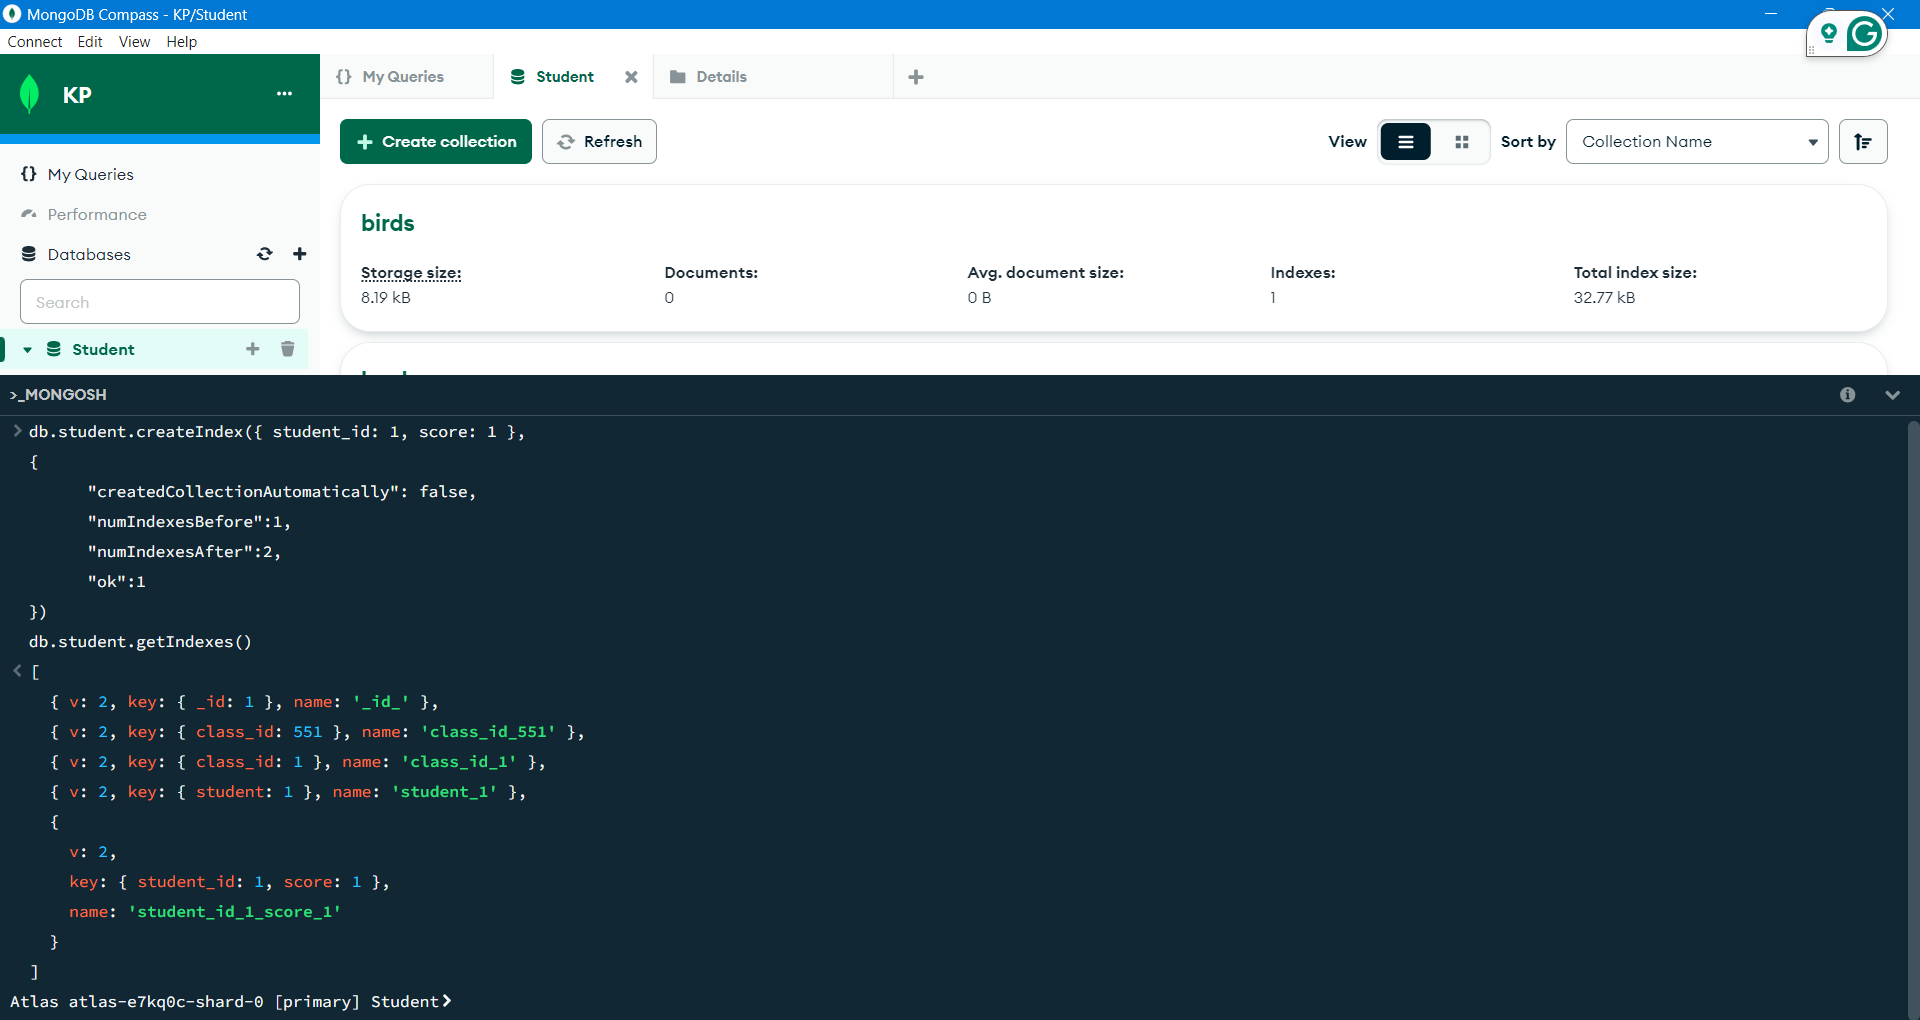 MongoDB Compass - KP/Student
Connect Edit View Help
KP
My Queries
Student
Details
Create collection
Refresh
View
Sort by
Collection Name
{} My Queries
Performance
Databases
Search
Student
birds
Storage size:
8.19 kB
Documents:
0
Avg. document size:
0 B
Indexes:
1
Total index size:
32.77 kB
>_MONGOSH
> db.student.createIndex({ student_id: 1, score: 1 },
{
"createdCollectionAutomatically": false,
"numIndexesBefore":1,
"numIndexesAfter":2,
"ok":1
})
db.student.getIndexes()
< [
{ v: 2, key: { _id: 1 }, name: '_id_' },
{ v: 2, key: { class_id: 551 }, name: 'class_id_551' },
{ v: 2, key: { class_id: 1 }, name: 'class_id_1' },
{ v: 2, key: { student: 1 }, name: 'student_1' },
{
v: 2,
key: { student_id: 1, score: 1 },
name: 'student_id_1_score_1'
}
]
Atlas atlas-e7kq0c-shard-0 [primary] Student>